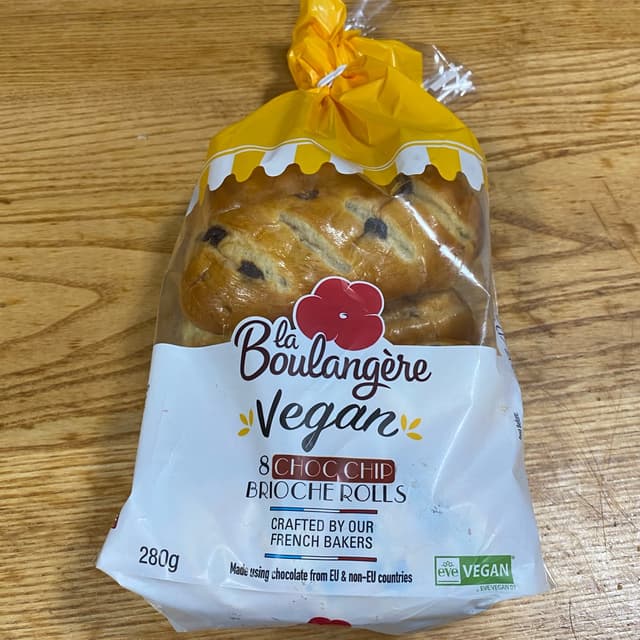 là
Boulangère
Vegan
8 CHOC CHIP
BRIOCHE ROLLS
CRAFTED BY OUR
FRENCH BAKERS
280g
Made using chocolate from EU & non-EU countries
eve VEGAN